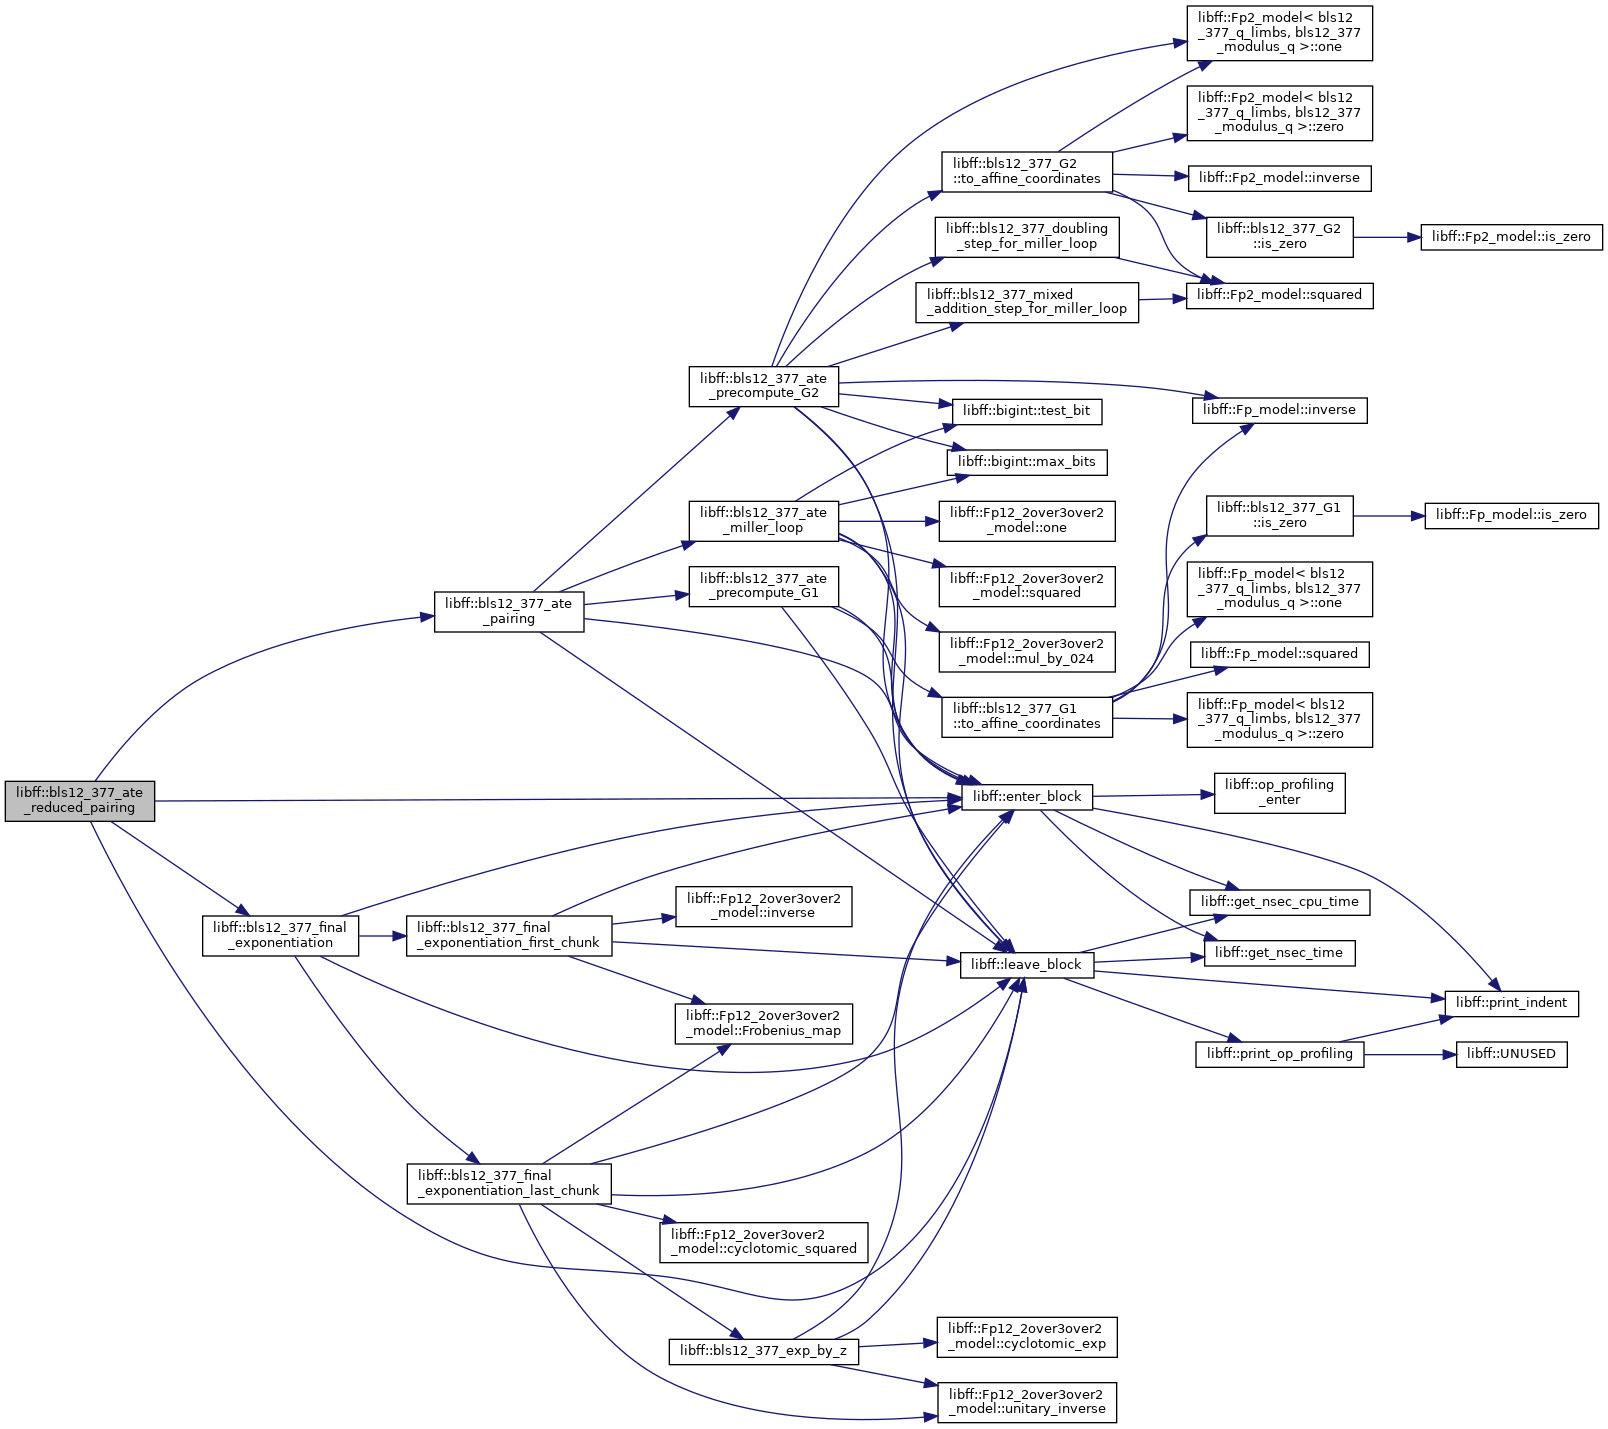 libff::bls12_377_ate
_reduced_pairing
libff::bls12_377_ate
_pairing
libff::bls12_377_final
_exponentiation
libff::bls12_377_final
_exponentiation_first_chunk
libff::bls12_377_final
_exponentiation_last_chunk
libff::bls12_377_ate
_precompute_G2
libff::bls12_377_ate
_miller_loop
libff::bls12_377_ate
_precompute_G1
libff::Fp12_2over3over2
_model::inverse
libff::Fp12_2over3over2
_model::Frobenius_map
libff::Fp12_2over3over2
_model::cyclotomic_squared
libff::bls12_377_exp_by_z
libff::bls12_377_G2
::to_affine_coordinates
libff::bls12_377_doubling
_step_for_miller_loop
libff::bls12_377_mixed
_addition_step_for_miller_loop
libff::bigint::test_bit
libff::bigint::max_bits
libff::Fp12_2over3over2
_model::one
libff::Fp12_2over3over2
_model::squared
libff::Fp12_2over3over2
_model::mul_by_024
libff::bls12_377_G1
::to_affine_coordinates
libff::enter_block
libff::leave_block
libff::Fp12_2over3over2
_model::cyclotomic_exp
libff::Fp12_2over3over2
_model::unitary_inverse
libff::Fp2_model< bls12
_377_q_limbs, bls12_377
_modulus_q >::one
libff::Fp2_model< bls12
_377_q_limbs, bls12_377
_modulus_q >::zero
libff::Fp2_model::inverse
libff::bls12_377_G2
::is_zero
libff::Fp2_model::squared
libff::Fp_model::inverse
libff::bls12_377_G1
::is_zero
libff::Fp_model< bls12
_377_q_limbs, bls12_377
_modulus_q >::one
libff::Fp_model::squared
libff::Fp_model< bls12
_377_q_limbs, bls12_377
_modulus_q >::zero
libff::op_profiling
_enter
libff::get_nsec_cpu_time
libff::get_nsec_time
libff::print_op_profiling
libff::Fp2_model::is_zero
libff::Fp_model::is_zero
libff::print_indent
libff::UNUSED